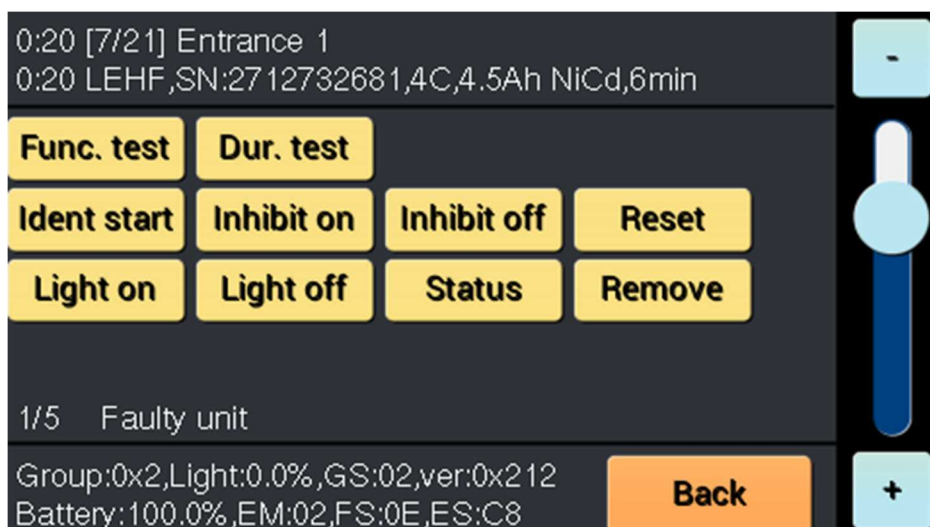 0:20 [7/21] Entrance 1
0:20 LEHF,SN:2712732681,4C,4.5Ah NiCd,6min
-
Func. test Dur. test
Ident start Inhibit on Inhibit off Reset
Light on Light off Status Remove
1/5 Faulty unit
Group:0x2,Light:0.0%,GS:02,ver:0x212
Battery:100.0%,EM:02,FS:0E,ES:C8
Back
+